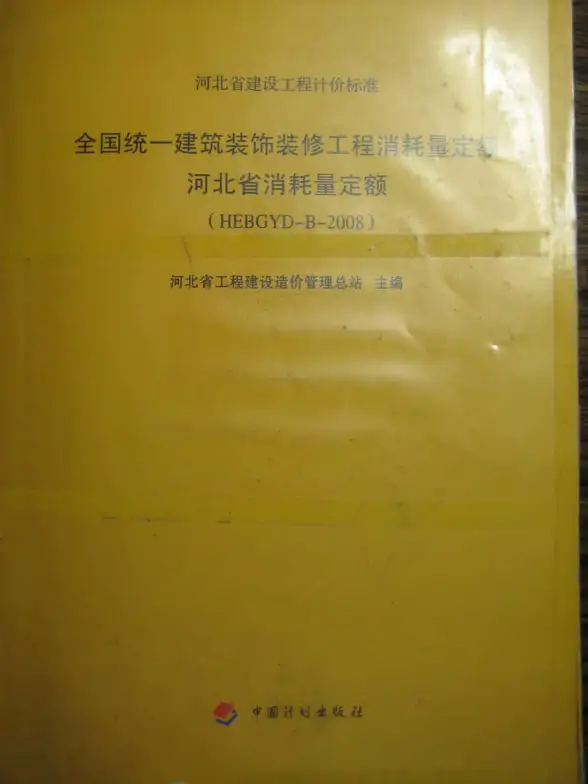 河北省建设工程计价标准
全国统一建筑装饰装修工程消耗量定额
河北省消耗量定额
(HEBGYD-B-2008)
河北省工程建设造价管理总站 主编
中国计划出版社